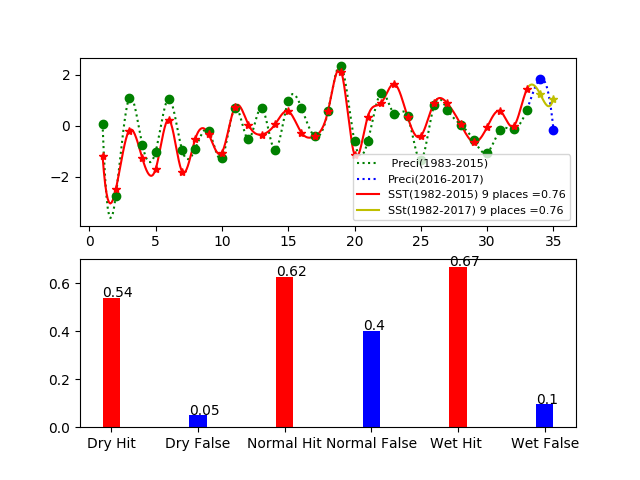 2
0
−2
0 5 10 15 20 25 30 35
Preci(1983-2015)
Preci(2016-2017)
SST(1982-2015) 9 places =0.76
SSt(1982-2017) 9 places =0.76
0.6
0.4
0.2
0.0
0.54
0.05
0.62
0.4
0.67
0.1
Dry Hit Dry False Normal Hit Normal False Wet Hit Wet False